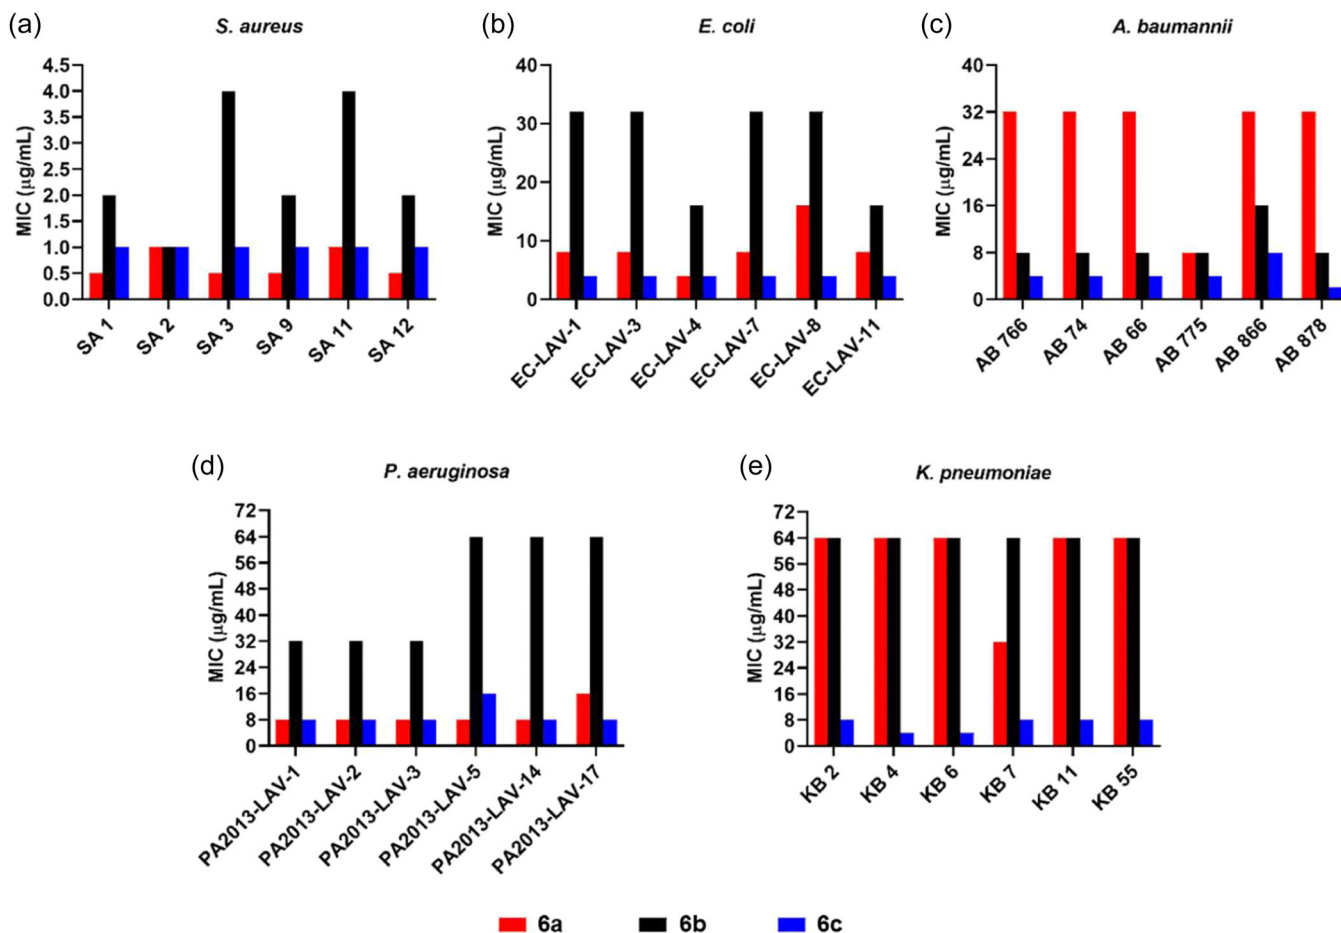 (a)
S. aureus
MIC (µg/mL)
4.5
4.0
3.5
3.0
2.5
2.0
1.5
1.0
0.5
0.0
SA 1
SA 2
SA 3
SA 9
SA 11
SA 12
(b)
E. coli
MIC (µg/mL)
40
30
20
10
0
EC-LAV-1
EC-LAV-3
EC-LAV-4
EC-LAV-7
EC-LAV-8
EC-LAV-11
(c)
A. baumannii
MIC (µg/mL)
40
32
24
16
8
0
AB 766
AB 74
AB 66
AB 775
AB 866
AB 878
(d)
P. aeruginosa
MIC (µg/mL)
72
64
56
48
40
32
24
16
8
0
PA2013-LAV-1
PA2013-LAV-2
PA2013-LAV-3
PA2013-LAV-5
PA2013-LAV-14
PA2013-LAV-17
(e)
K. pneumoniae
MIC (µg/mL)
72
64
56
48
40
32
24
16
8
0
KB 2
KB 4
KB 6
KB 7
KB 11
KB 55
6a
6b
6c